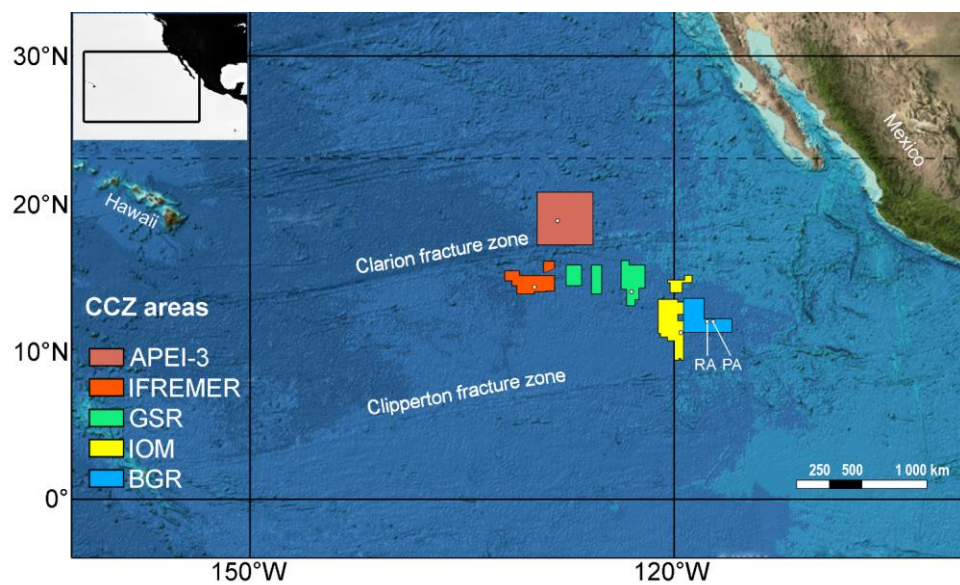 30°N
Mexico
20°N
Hawaii
Clarion fracture zone
CCZ areas
APEI-3
IFREMER
GSR
IOM
BGR
10°N
RA PA
Clipperton fracture zone
250 500 1 000 km
0°
150°W 120°W